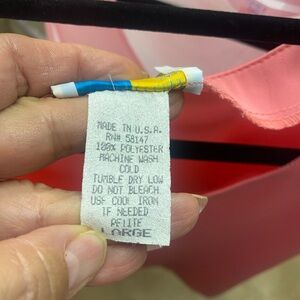 MADE IN U.S.A.
RN# 58147
100% POLYESTER
MACHINE WASH
COLD
TUMBLE DRY LOW
DO NOT BLEACH
USE COOL IRON
IF NEEDED
PETITE
LARGE